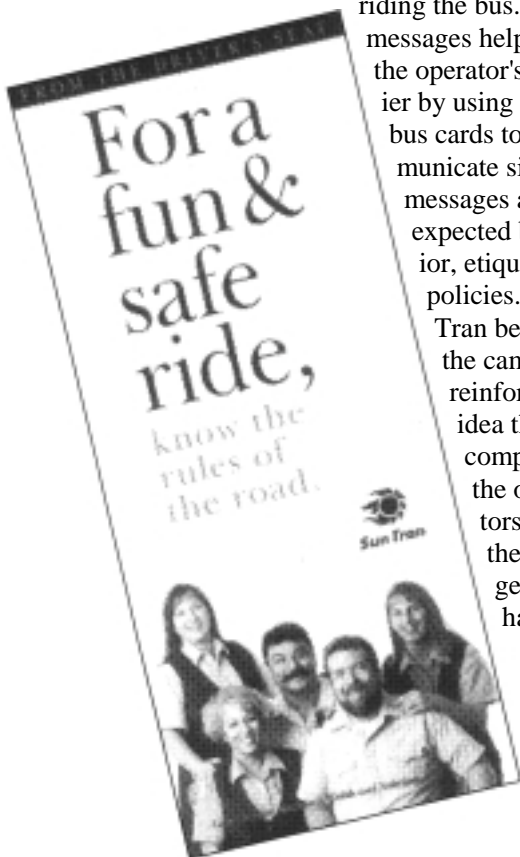 FROM THE DRIVER'S SEAT
For a
fun &
safe
ride,
know the
rules of
the road.
Sun Tran
riding the bus.
messages help
the operator's
ier by using
bus cards to
municate si
messages a
expected b
ior, etiqu
policies.
Tran be
the can
reinfor
idea th
comp
the o
tors
the
ge
ha